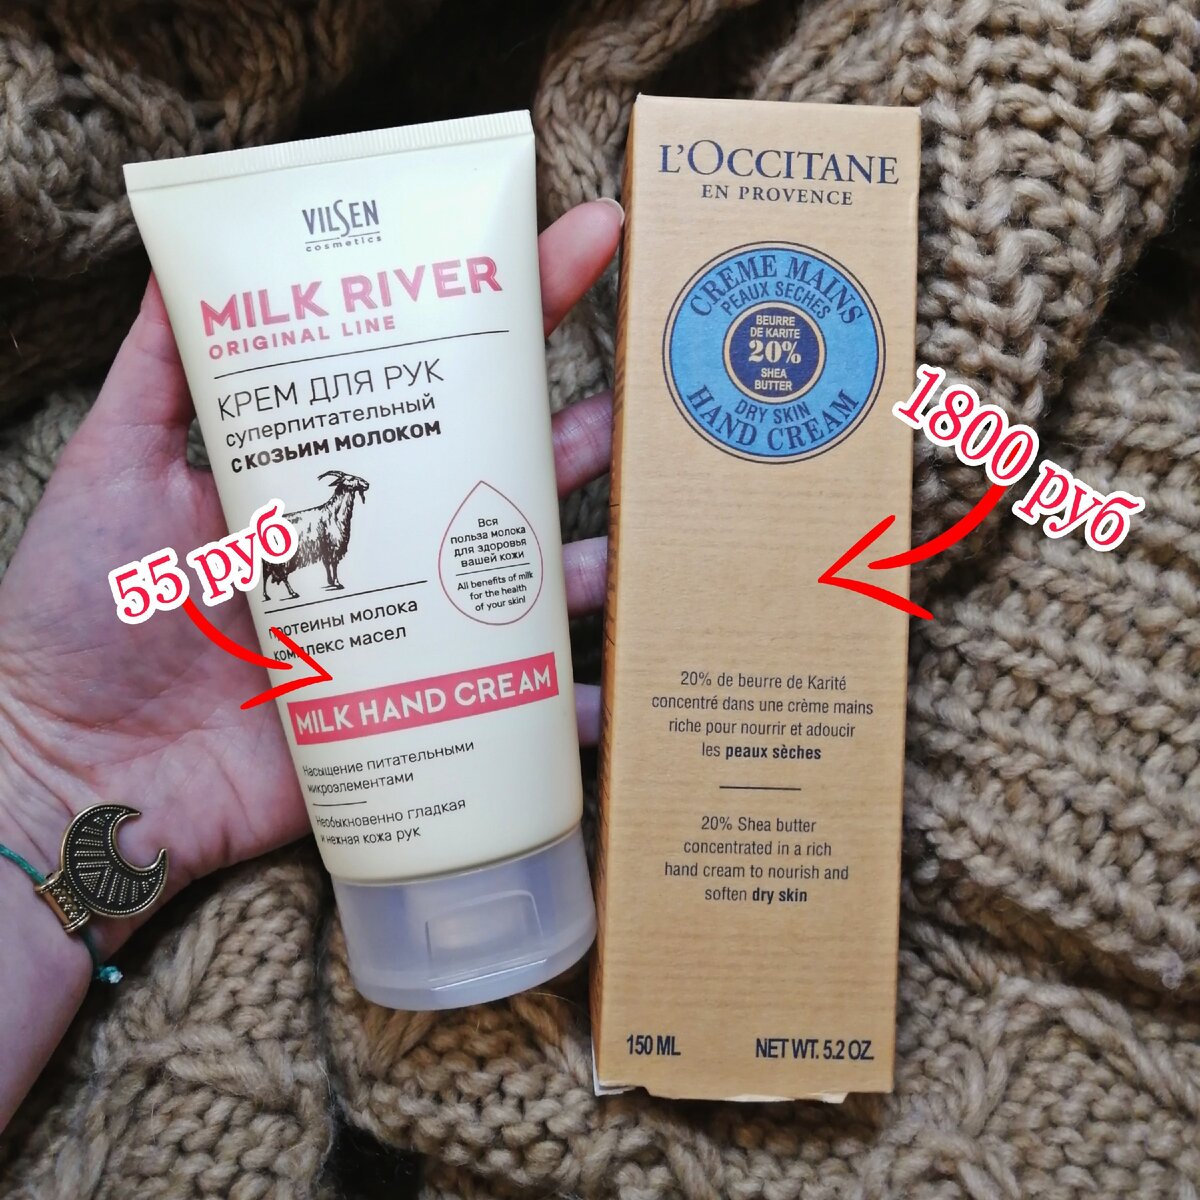 VILSEN
cosmetics
MILK RIVER
ORIGINAL LINE
КРЕМ ДЛЯ РУК
суперпитательный
с козьим молоком
Вся
польза молока
для здоровья
вашей кожи
All benefits of milk
for the health
of your skin!
55 руб
протеины молока
комплекс масел
MILK HAND CREAM
Насыщение питательными
микроэлементами
Необыкновенно гладкая
и нежная кожа рук
L'OCCITANE
EN PROVENCE
CREME MAINS
PEAUX SECHES
BEURRE
DE KARITE
20%
SHEA
BUTTER
DRY SKIN
HAND CREAM
1800 руб
20% de beurre de Karité
concentré dans une crème mains
riche pour nourrir et adoucir
les peaux sèches
20% Shea butter
concentrated in a rich
hand cream to nourish and
soften dry skin
150 ML NET WT. 5.2 OZ.